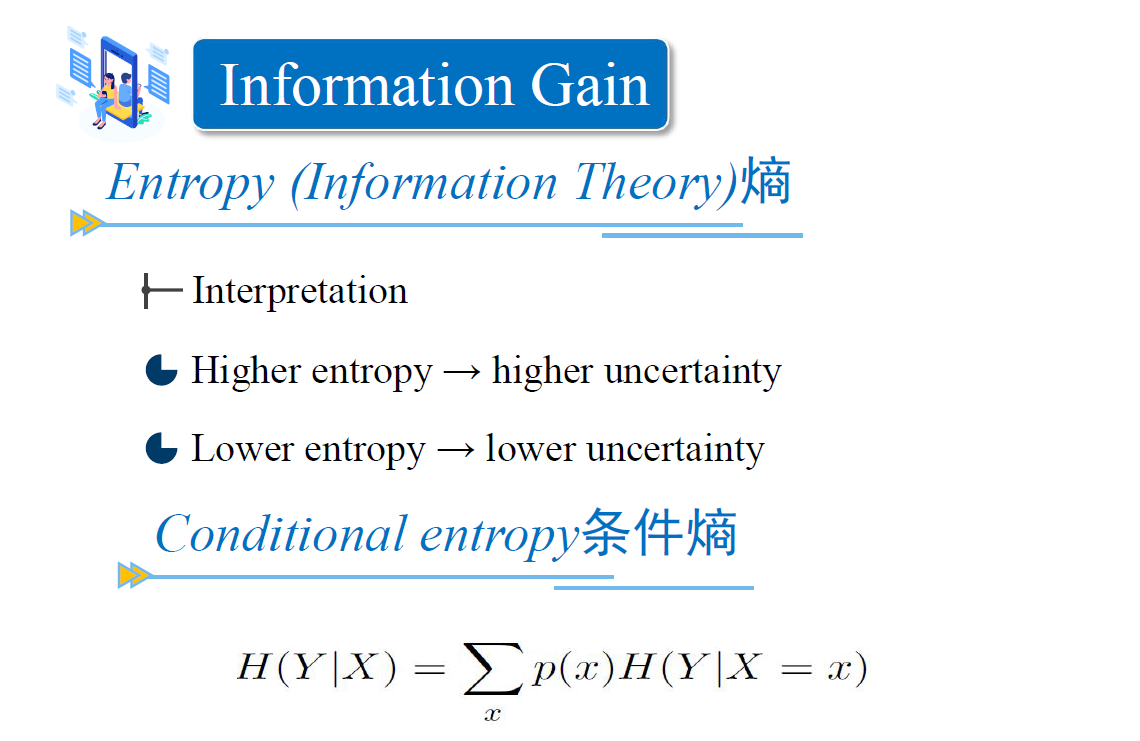 Information Gain
Entropy (Information Theory)熵
Interpretation
Higher entropy → higher uncertainty
Lower entropy → lower uncertainty
Conditional entropy条件熵
H(Y|X) = ∑ p(x)H(Y|X = x)
x